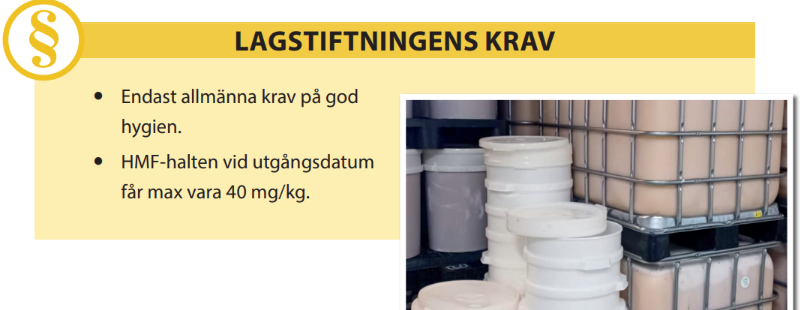 §
LAGSTIFTNINGENS KRAV
• Endast allmänna krav på god
hygien.
• HMF-halten vid utgångsdatum
får max vara 40 mg/kg.